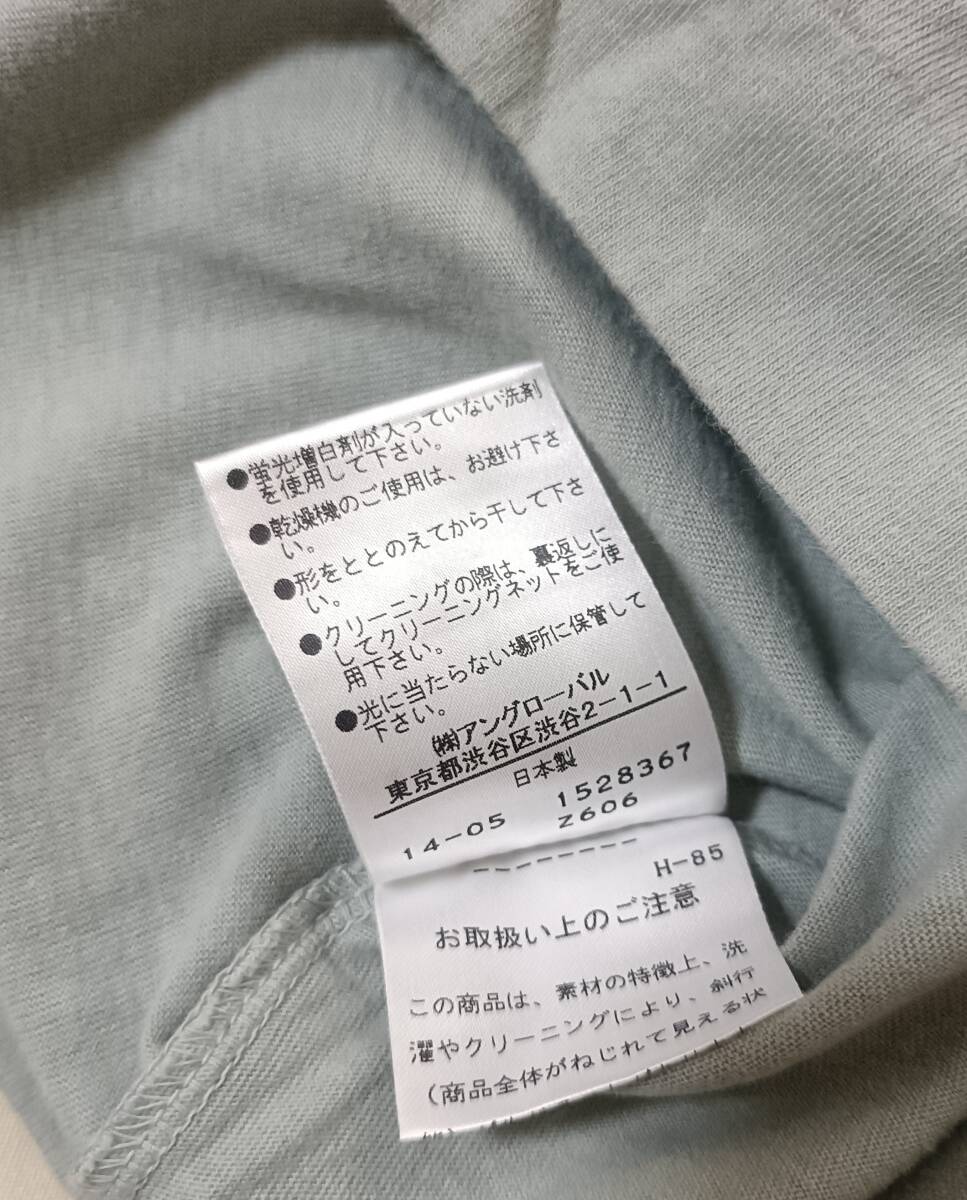 ●蛍光増白剤が入っていない洗剤
を使用して下さい。
●乾燥機のご使用は、お避け下さ
い。
●形をととのえてから干して下さ
い。
●クリーニングの際は、裏返しに
してクリーニングネットをご使
用下さい。
●光に当たらない場所に保管して
下さい。
㈱アングローバル
東京都渋谷区渋谷2-1-1
日本製
14-05 1528367
Z606
--------
H-85
お取扱い上のご注意
この商品は、素材の特徴上、洗
濯やクリーニングにより、斜行
(商品全体がねじれて見える状